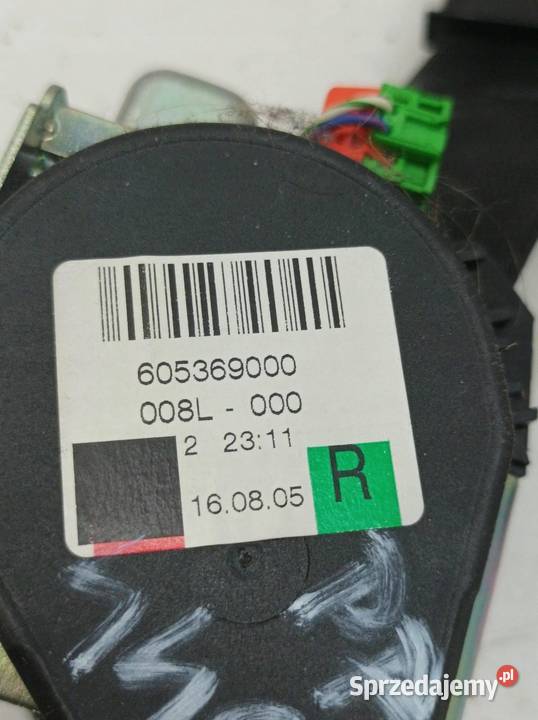 605369000
008L - 000
2 23:11
R
16.08.05
Sprzedajemy.pl